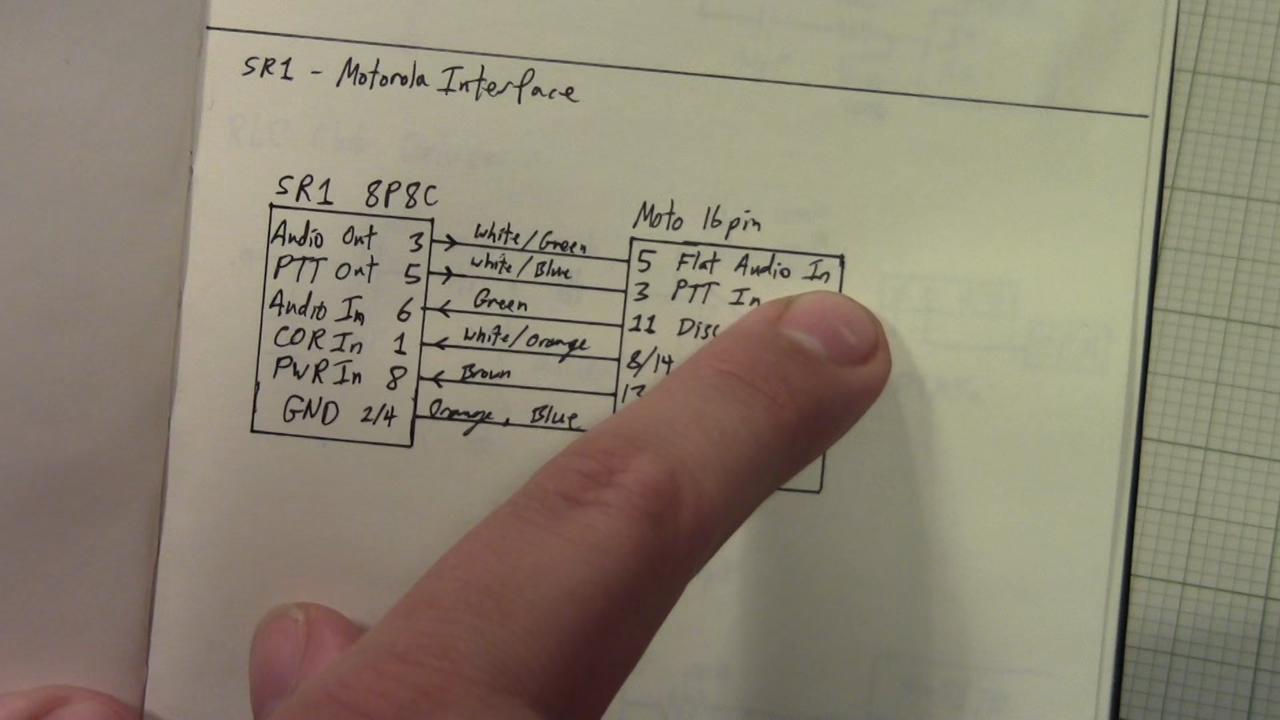 SR1 - Motorola Interface
SR1 8P8C
Moto 16pin
Audio Out 3 White/Green 5 Flat Audio In
PTT Out 5 White/Blue 3 PTT In
Audio In 6 Green 11
COR In 1 White/Orange 8/14
PWR In 8 Brown
GND 2/4 Orange, Blue